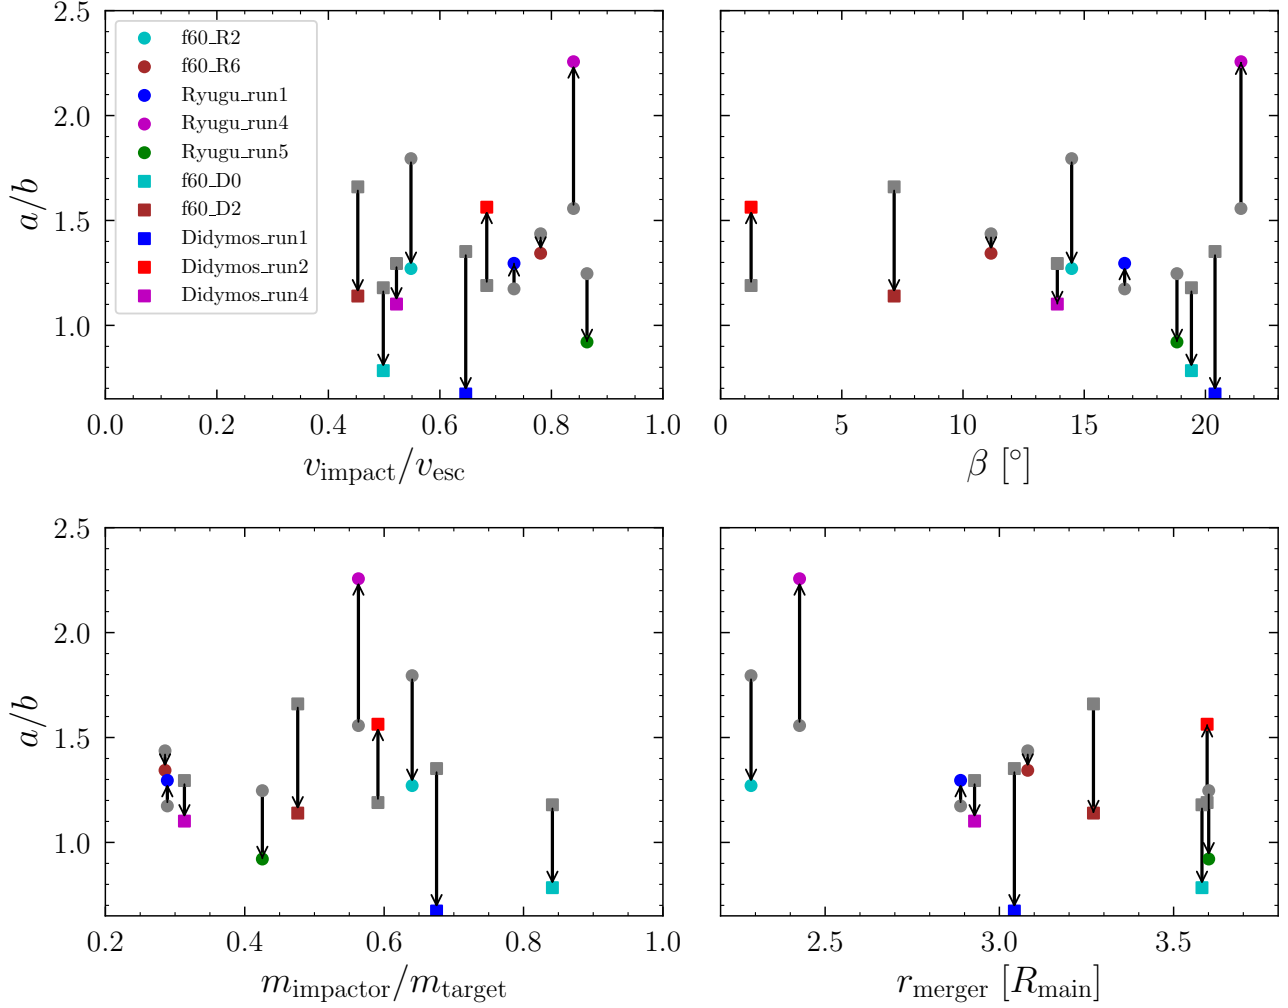 2.5
2.0
1.5
1.0
a/b
f60_R2
f60_R6
Ryugu_run1
Ryugu_run4
Ryugu_run5
f60_D0
f60_D2
Didymos_run1
Didymos_run2
Didymos_run4
0.0 0.2 0.4 0.6 0.8 1.0
v_impact/v_esc
0 5 10 15 20
β [°]
2.5
2.0
1.5
1.0
a/b
0.2 0.4 0.6 0.8 1.0
m_impactor/m_target
2.5 3.0 3.5
r_merger [R_main]